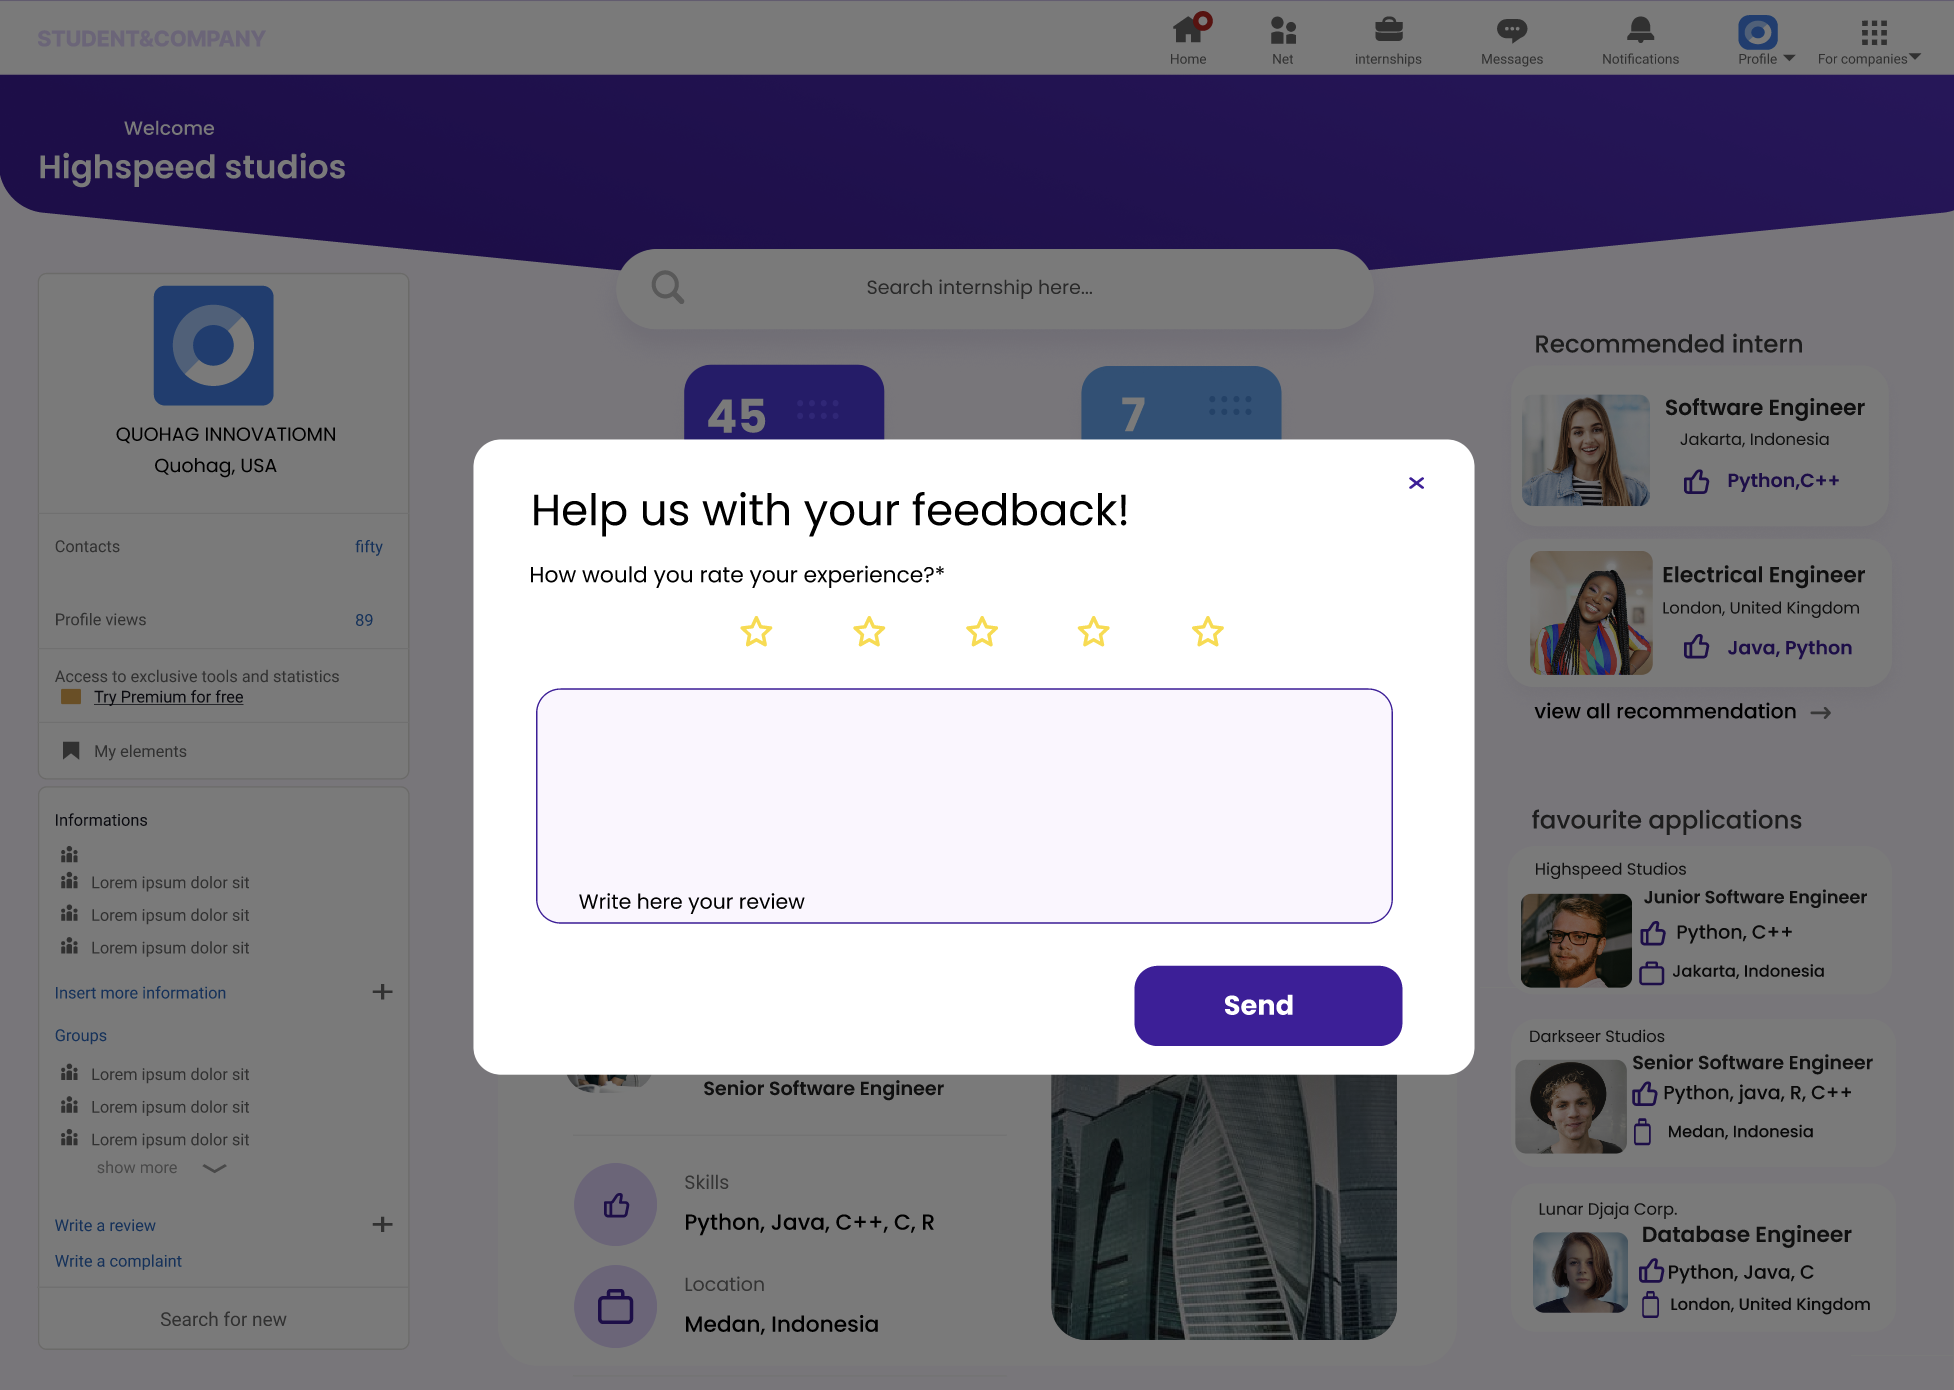 STUDENT&COMPANY
Home
Net
internships
Messages
Notifications
Profile
For companies
Welcome
Highspeed studios
Search internship here...
QUOHAG INNOVATIOMN
Quohag, USA
Contacts
fifty
Profile views
89
Access to exclusive tools and statistics
Try Premium for free
My elements
Informations
Lorem ipsum dolor sit
Lorem ipsum dolor sit
Lorem ipsum dolor sit
Insert more information
Groups
Lorem ipsum dolor sit
Lorem ipsum dolor sit
Lorem ipsum dolor sit
show more
Write a review
Write a complaint
Search for new
45
7
Help us with your feedback!
How would you rate your experience?*
Write here your review
Send
Senior Software Engineer
Skills
Python, Java, C++, C, R
Location
Medan, Indonesia
Recommended intern
Software Engineer
Jakarta, Indonesia
Python,C++
Electrical Engineer
London, United Kingdom
Java, Python
view all recommendation
favourite applications
Highspeed Studios
Junior Software Engineer
Python, C++
Jakarta, Indonesia
Darkseer Studios
Senior Software Engineer
Python, java, R, C++
Medan, Indonesia
Lunar Djaja Corp.
Database Engineer
Python, Java, C
London, United Kingdom